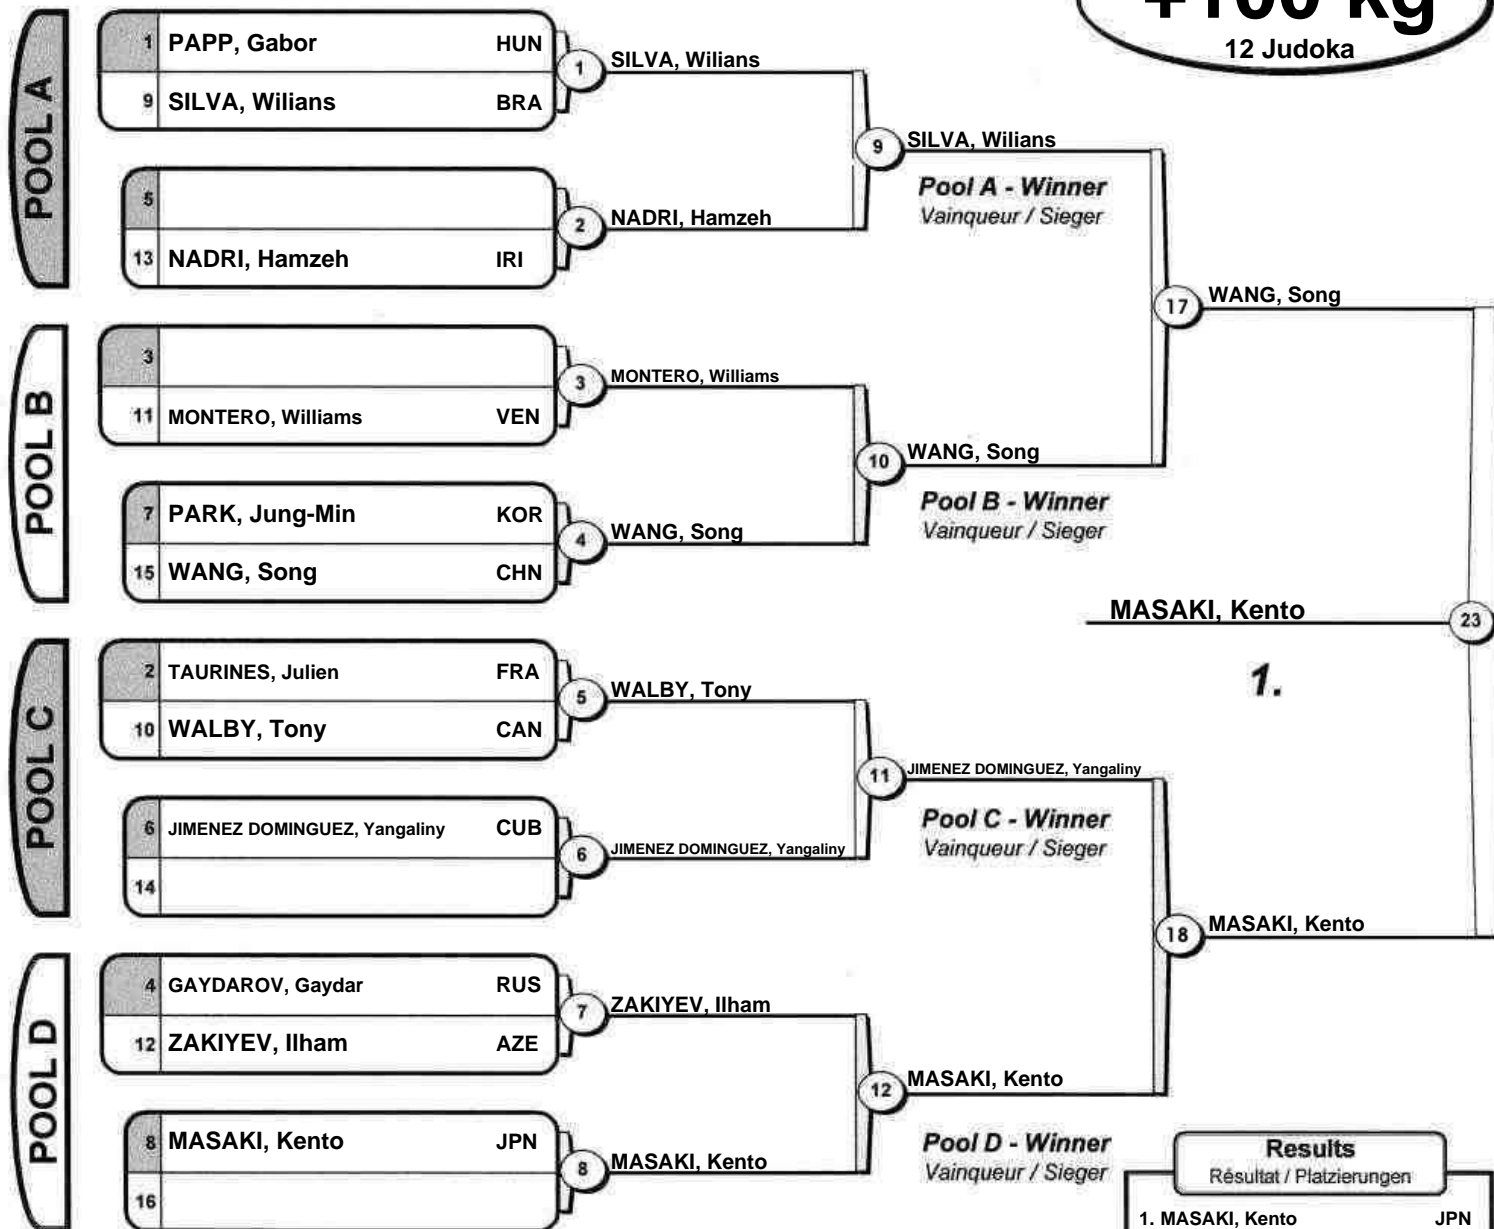 +100 kg
12 Judoka
POOL A
1 PAPP, Gabor HUN
9 SILVA, Wilians BRA
1 SILVA, Wilians
5
13 NADRI, Hamzeh IRI
2 NADRI, Hamzeh
9 SILVA, Wilians
Pool A - Winner
Vainqueur / Sieger
POOL B
3
11 MONTERO, Williams VEN
3 MONTERO, Williams
7 PARK, Jung-Min KOR
15 WANG, Song CHN
4 WANG, Song
10 WANG, Song
Pool B - Winner
Vainqueur / Sieger
17 WANG, Song
MASAKI, Kento 23
1.
POOL C
2 TAURINES, Julien FRA
10 WALBY, Tony CAN
5 WALBY, Tony
6 JIMENEZ DOMINGUEZ, Yangaliny CUB
14
6 JIMENEZ DOMINGUEZ, Yangaliny
11 JIMENEZ DOMINGUEZ, Yangaliny
Pool C - Winner
Vainqueur / Sieger
POOL D
4 GAYDAROV, Gaydar RUS
12 ZAKIYEV, Ilham AZE
7 ZAKIYEV, Ilham
8 MASAKI, Kento JPN
16
8 MASAKI, Kento
12 MASAKI, Kento
Pool D - Winner
Vainqueur / Sieger
18 MASAKI, Kento
Results
Résultat / Platzierungen
1. MASAKI, Kento JPN